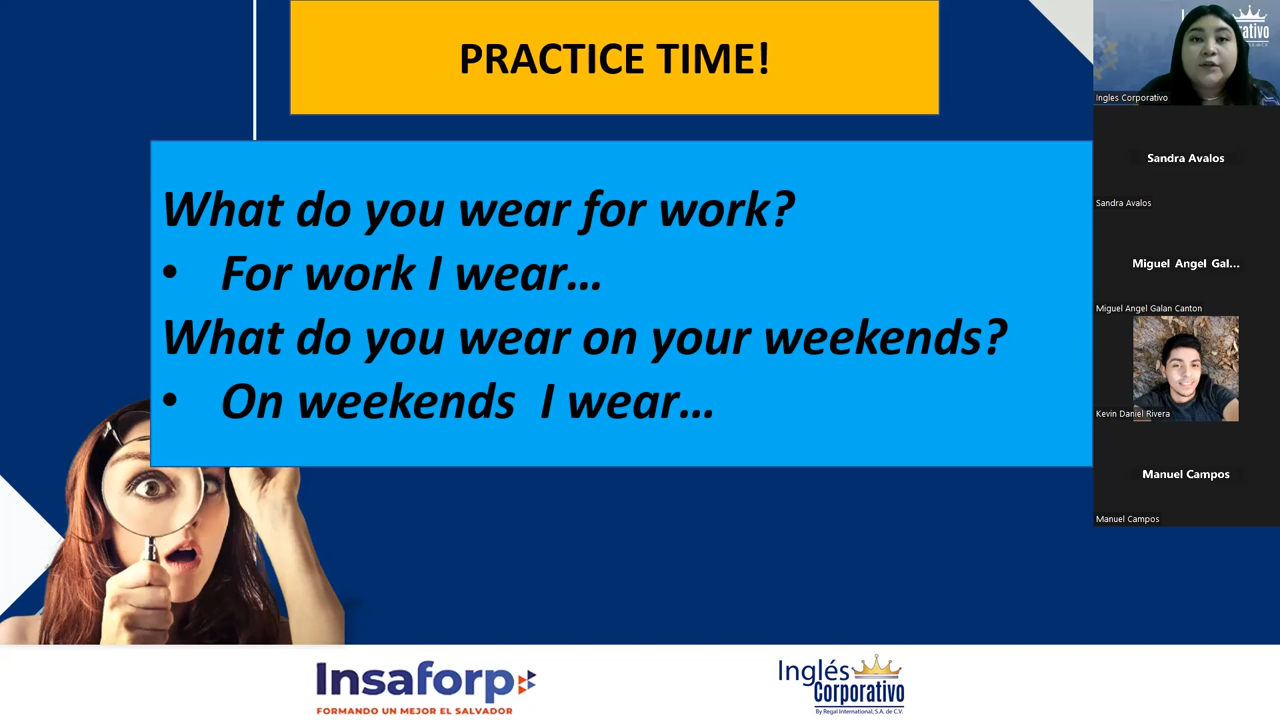 PRACTICE TIME!
What do you wear for work?
• For work I wear...
What do you wear on your weekends?
• On weekends I wear...
Insaforp
FORMANDO UN MEJOR EL SALVADOR
Inglés
Corporativo
By Regal International, S.A. de C.V.
Ingles Corporativo
Sandra Avalos
Sandra Avalos
Miguel Angel Gal...
Miguel Angel Galan Canton
Kevin Daniel Rivera
Manuel Campos
Manuel Campos